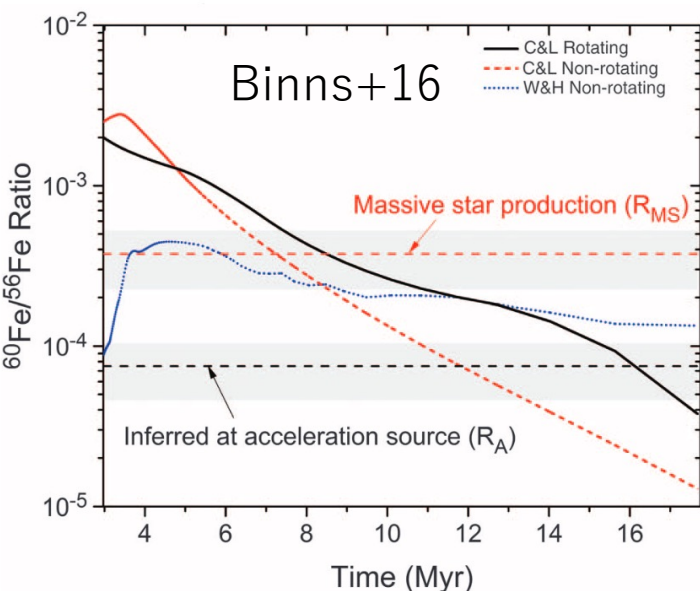 10⁻²
C&L Rotating
C&L Non-rotating
W&H Non-rotating
Binns+16
10⁻³
Massive star production (R_MS)
⁶⁰Fe/⁵⁶Fe Ratio
10⁻⁴
Inferred at acceleration source (R_A)
10⁻⁵
4 6 8 10 12 14 16
Time (Myr)